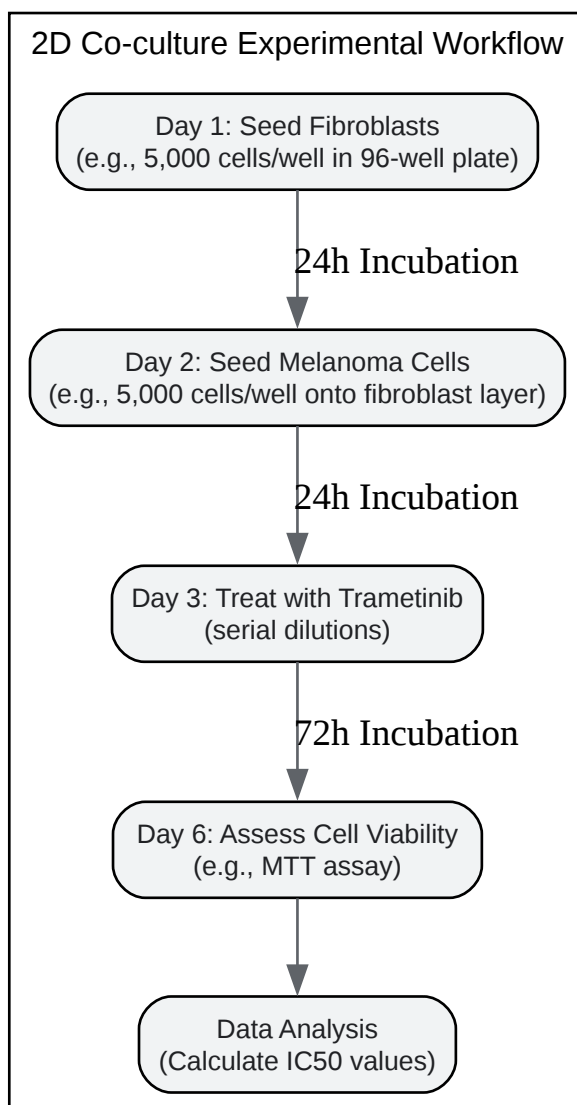 2D Co-culture Experimental Workflow
Day 1: Seed Fibroblasts
(e.g., 5,000 cells/well in 96-well plate)
24h Incubation
Day 2: Seed Melanoma Cells
(e.g., 5,000 cells/well onto fibroblast layer)
24h Incubation
Day 3: Treat with Trametinib
(serial dilutions)
72h Incubation
Day 6: Assess Cell Viability
(e.g., MTT assay)
Data Analysis
(Calculate IC50 values)